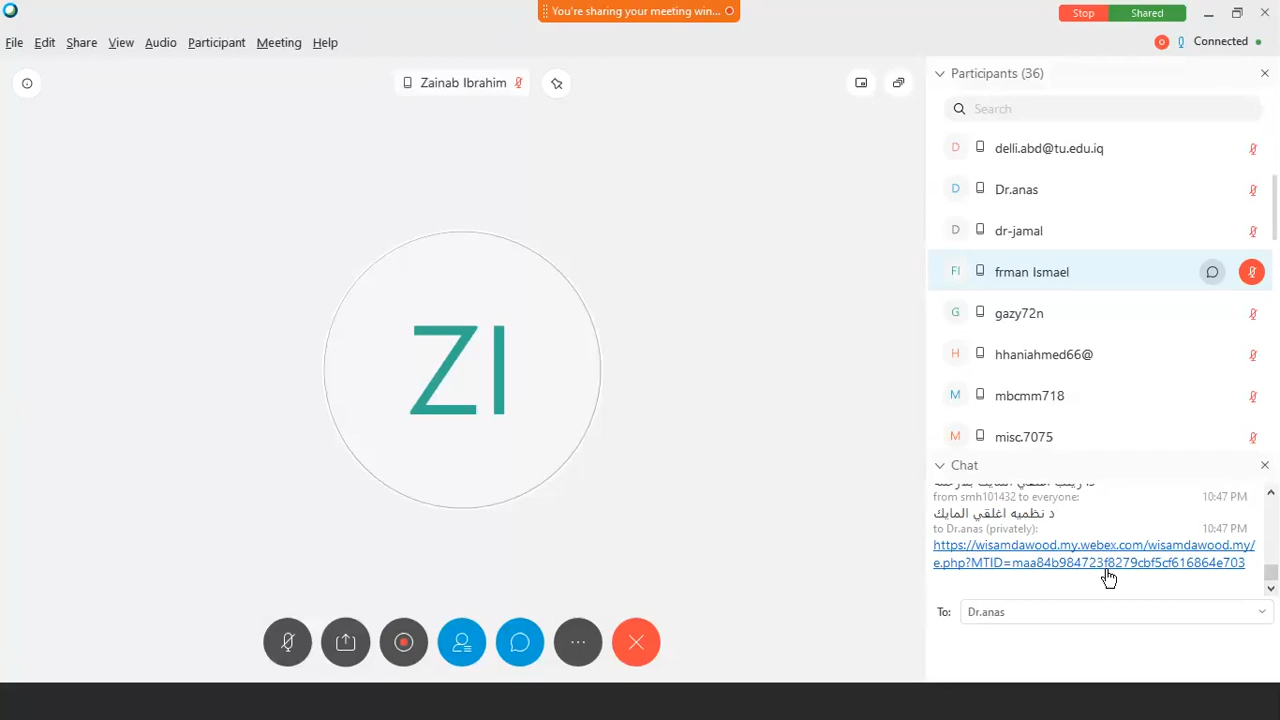 You're sharing your meeting win...
Stop
Shared
File Edit Share View Audio Participant Meeting Help
Connected
Zainab Ibrahim
Participants (36)
Search
D delli.abd@tu.edu.iq
D Dr.anas
D dr-jamal
FI frman Ismael
G gazy72n
H hhaniahmed66@
M mbcmm718
M misc.7075
ZI
Chat
from smh101432 to everyone: 10:47 PM
د نظميه اغلقي المايك
to Dr.anas (privately): 10:47 PM
https://wisamdawood.my.webex.com/wisamdawood.my/
e.php?MTID=maa84b984723f8279cbf5cf616864e703
To: Dr.anas